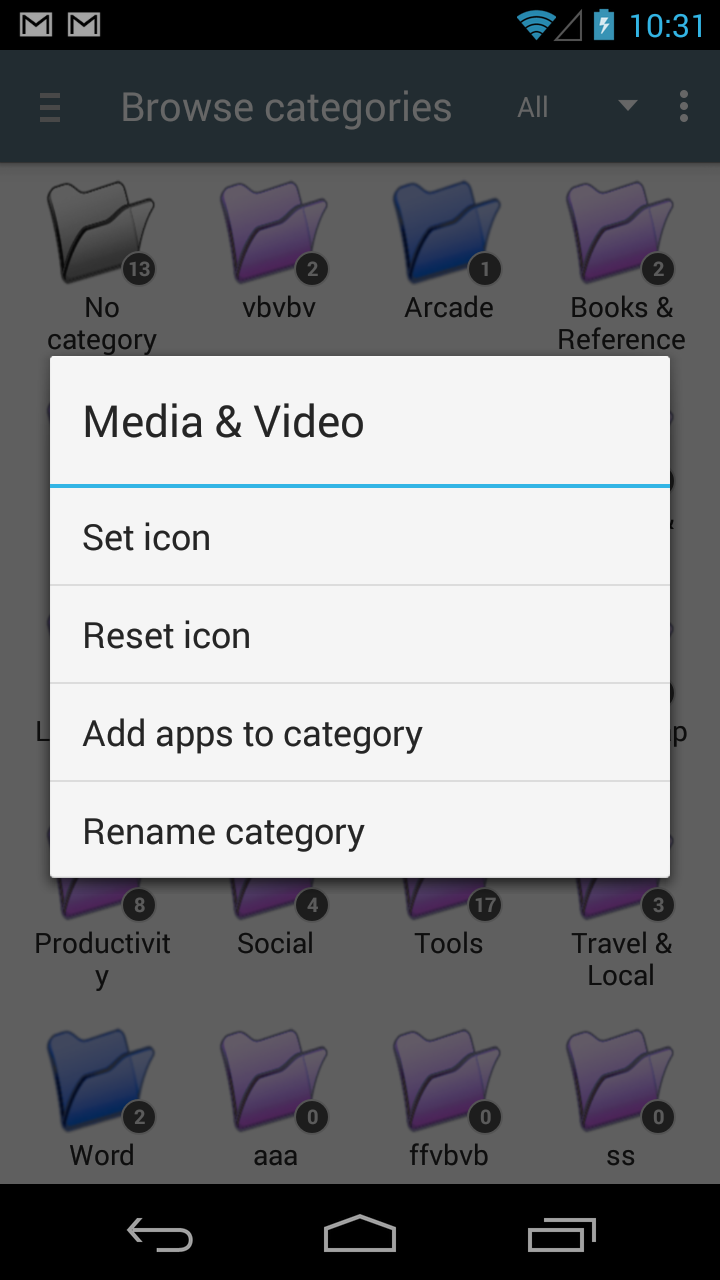 10:31
Browse categories
All
13
2
1
2
No
category
vbvbv
Arcade
Books &
Reference
Media & Video
Set icon
Reset icon
Add apps to category
Rename category
L
p
8
4
17
3
Productivit
y
Social
Tools
Travel &
Local
2
0
0
0
Word
aaa
ffvbvb
ss